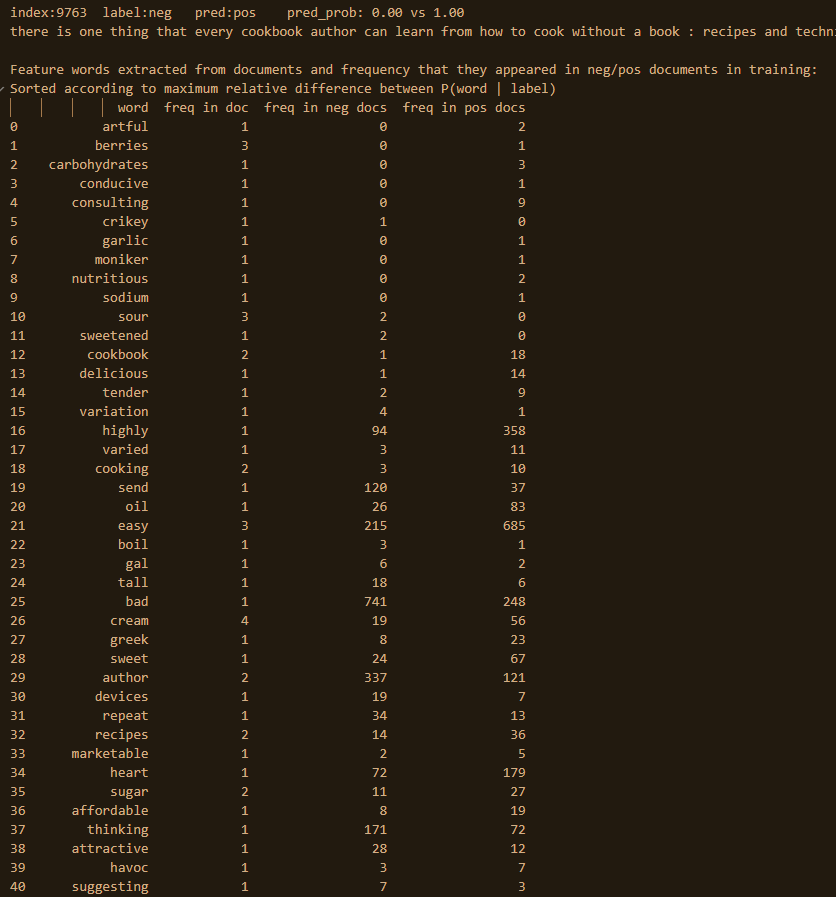 index:9763  label:neg   pred:pos    pred_prob: 0.00 vs 1.00
there is one thing that every cookbook author can learn from how to cook without a book : recipes and techni
Feature words extracted from documents and frequency that they appeared in neg/pos documents in training:
Sorted according to maximum relative difference between P(word | label)
word  freq in doc  freq in neg docs  freq in pos docs
0 artful 1 0 2
1 berries 3 0 1
2 carbohydrates 1 0 3
3 conducive 1 0 1
4 consulting 1 0 9
5 crikey 1 1 0
6 garlic 1 0 1
7 moniker 1 0 1
8 nutritious 1 0 2
9 sodium 1 0 1
10 sour 3 2 0
11 sweetened 1 2 0
12 cookbook 2 1 18
13 delicious 1 1 14
14 tender 1 2 9
15 variation 1 4 1
16 highly 1 94 358
17 varied 1 3 11
18 cooking 2 3 10
19 send 1 120 37
20 oil 1 26 83
21 easy 3 215 685
22 boil 1 3 1
23 gal 1 6 2
24 tall 1 18 6
25 bad 1 741 248
26 cream 4 19 56
27 greek 1 8 23
28 sweet 1 24 67
29 author 2 337 121
30 devices 1 19 7
31 repeat 1 34 13
32 recipes 2 14 36
33 marketable 1 2 5
34 heart 1 72 179
35 sugar 2 11 27
36 affordable 1 8 19
37 thinking 1 171 72
38 attractive 1 28 12
39 havoc 1 3 7
40 suggesting 1 7 3